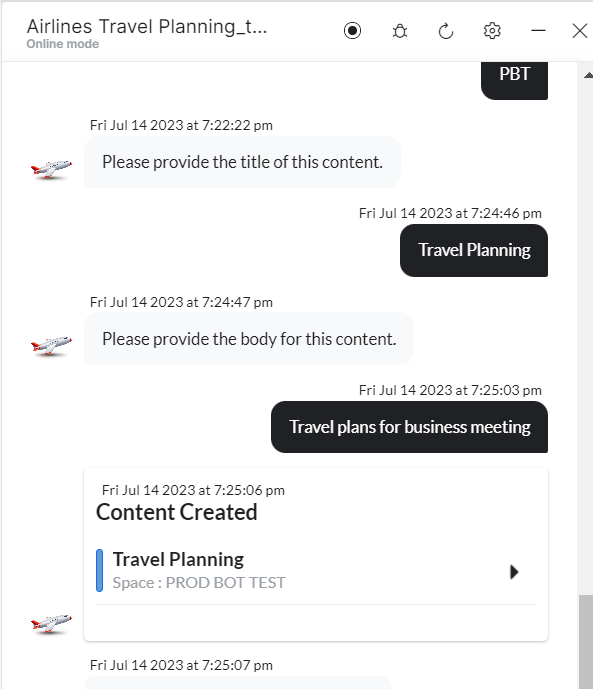 Airlines Travel Planning_t...
Online mode
PBT
Fri Jul 14 2023 at 7:22:22 pm
Please provide the title of this content.
Fri Jul 14 2023 at 7:24:46 pm
Travel Planning
Fri Jul 14 2023 at 7:24:47 pm
Please provide the body for this content.
Fri Jul 14 2023 at 7:25:03 pm
Travel plans for business meeting
Fri Jul 14 2023 at 7:25:06 pm
Content Created
Travel Planning
Space : PROD BOT TEST
Fri Jul 14 2023 at 7:25:07 pm